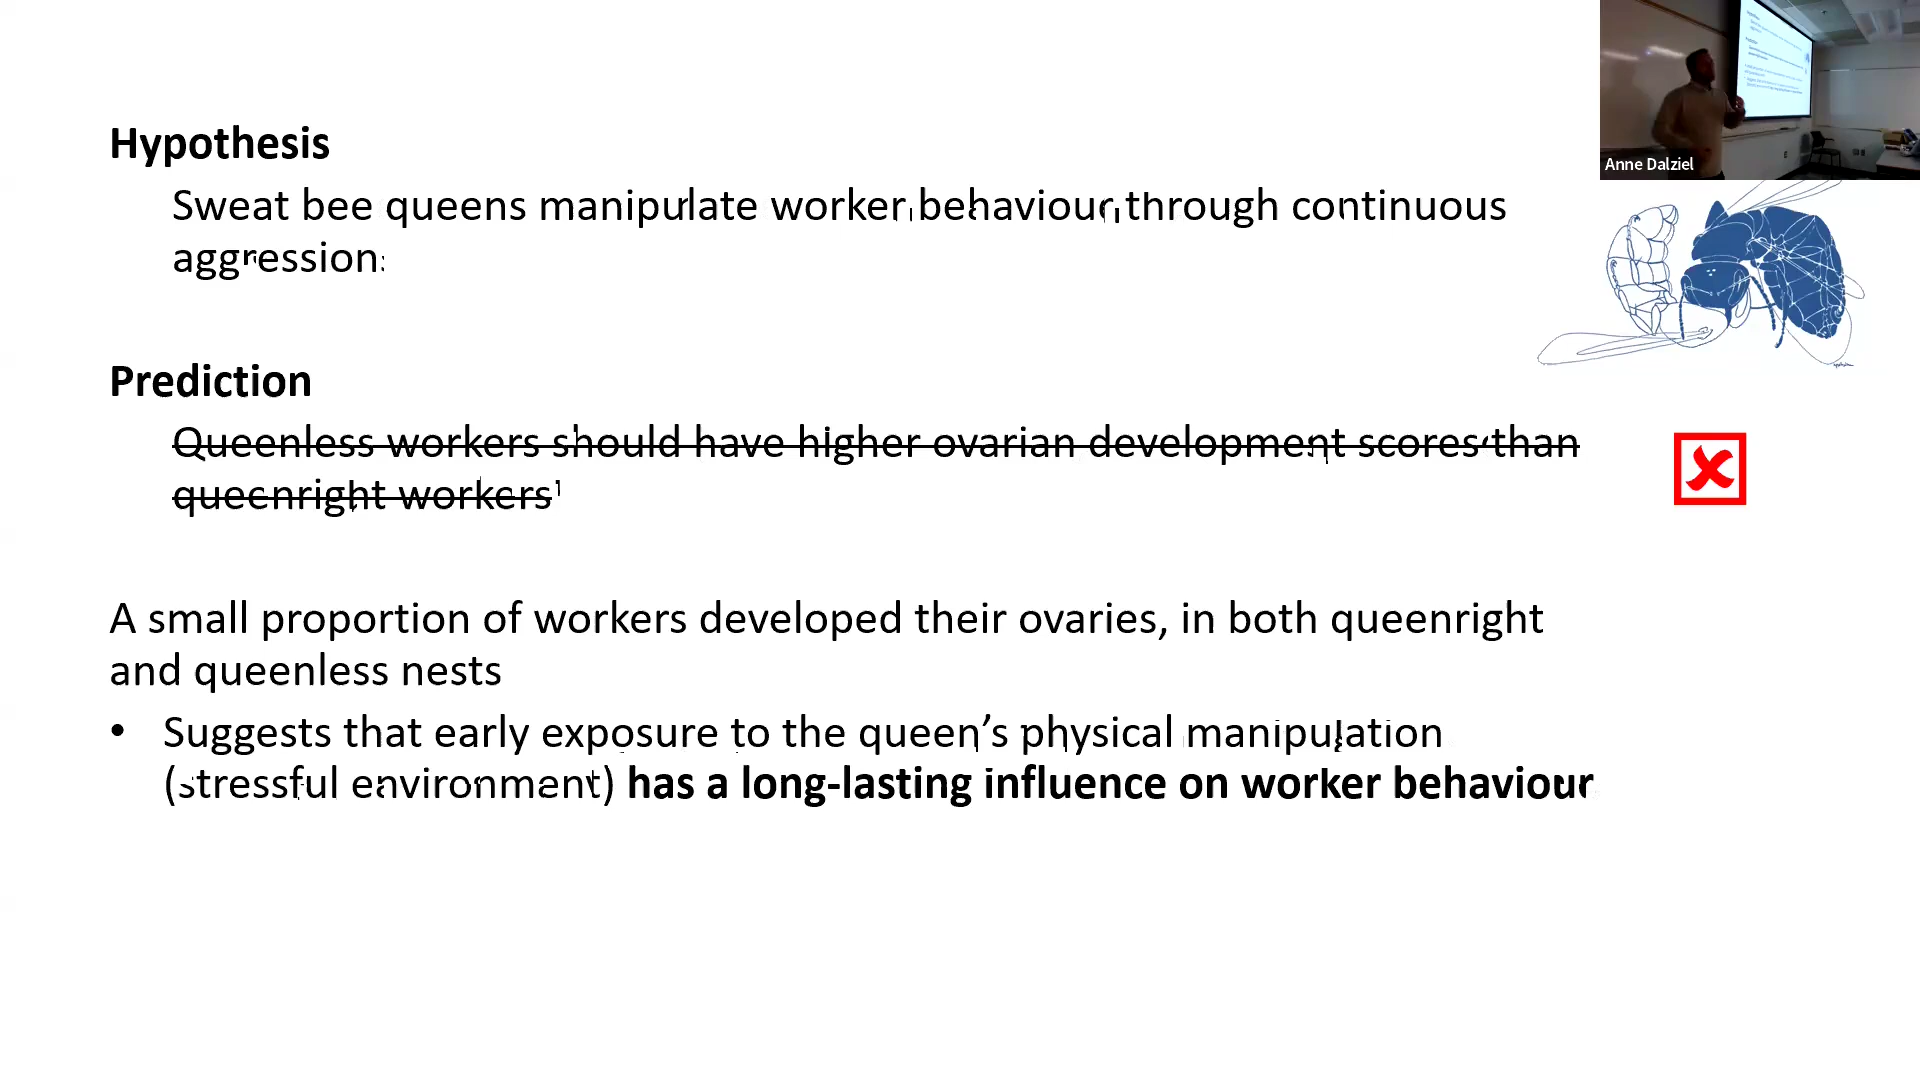 Hypothesis
Sweat bee queens manipulate worker behaviour through continuous
aggression
Prediction
Queenless workers should have higher ovarian development scores than
queenright workers
A small proportion of workers developed their ovaries, in both queenright
and queenless nests
• Suggests that early exposure to the queen's physical manipulation
(stressful environment) has a long-lasting influence on worker behaviour
Anne Dalziel